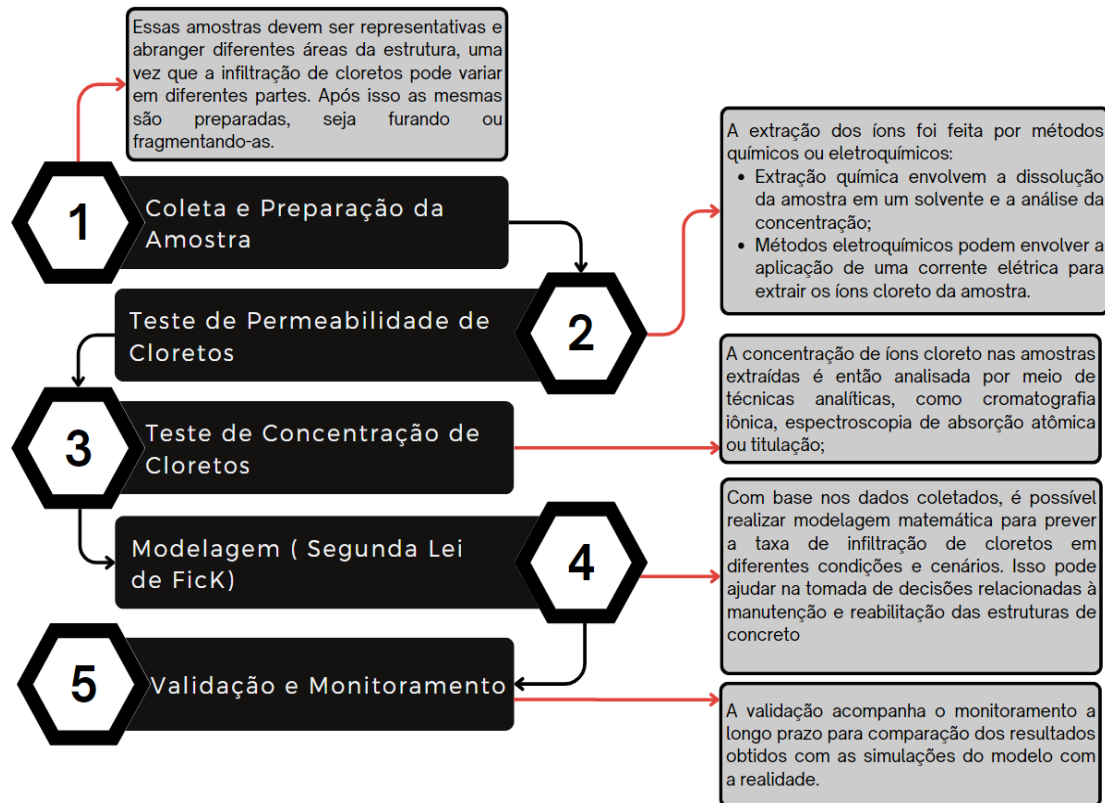 Essas amostras devem ser representativas e
abranger diferentes áreas da estrutura, uma
vez que a infiltração de cloretos pode variar
em diferentes partes. Após isso as mesmas
são preparadas, seja furando ou
fragmentando-as.
1
Coleta e Preparação da
Amostra
A extração dos íons foi feita por métodos
químicos ou eletroquímicos:
• Extração química envolvem a dissolução
da amostra em um solvente e a análise da
concentração;
• Métodos eletroquímicos podem envolver a
aplicação de uma corrente elétrica para
extrair os íons cloreto da amostra.
Teste de Permeabilidade de
Cloretos
2
3
Teste de Concentração de
Cloretos
A concentração de íons cloreto nas amostras
extraídas é então analisada por meio de
técnicas analíticas, como cromatografia
iônica, espectroscopia de absorção atômica
ou titulação;
Modelagem ( Segunda Lei
de FicK)
4
Com base nos dados coletados, é possível
realizar modelagem matemática para prever
a taxa de infiltração de cloretos em
diferentes condições e cenários. Isso pode
ajudar na tomada de decisões relacionadas à
manutenção e reabilitação das estruturas de
concreto
5
Validação e Monitoramento
A validação acompanha o monitoramento a
longo prazo para comparação dos resultados
obtidos com as simulações do modelo com
a realidade.